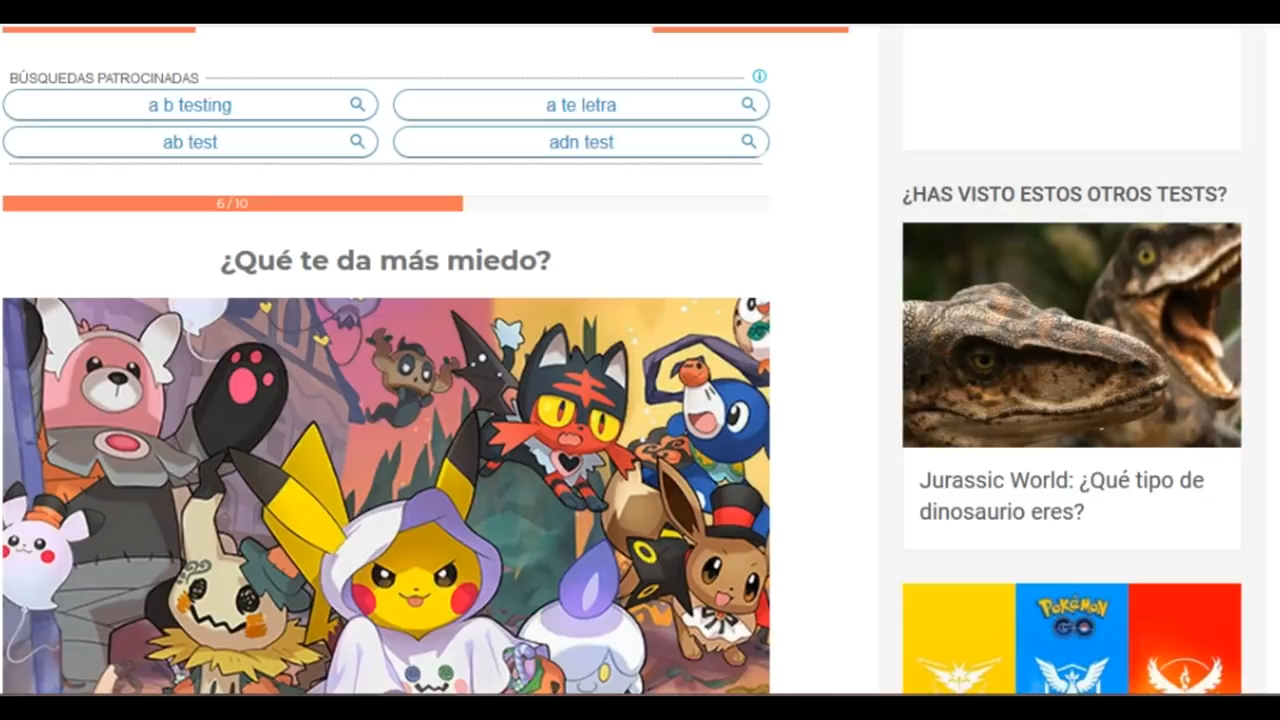 BÚSQUEDAS PATROCINADAS
a b testing
a te letra
ab test
adn test
6 / 10
¿Qué te da más miedo?
¿HAS VISTO ESTOS OTROS TESTS?
Jurassic World: ¿Qué tipo de
dinosaurio eres?
POKÉMON
GO